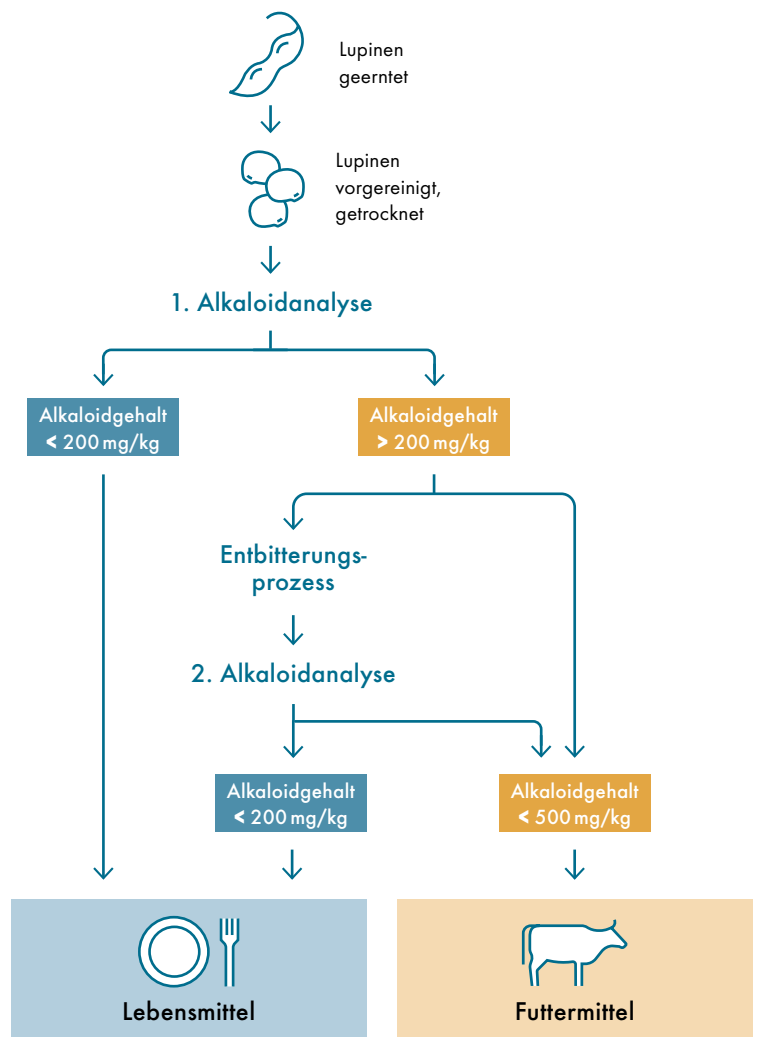 Lupinen
geerntet
Lupinen
vorgereinigt,
getrocknet
1. Alkaloidanalyse
Alkaloidgehalt
< 200 mg/kg
Alkaloidgehalt
> 200 mg/kg
Entbitterungs-
prozess
2. Alkaloidanalyse
Alkaloidgehalt
< 200 mg/kg
Alkaloidgehalt
< 500 mg/kg
Lebensmittel
Futtermittel